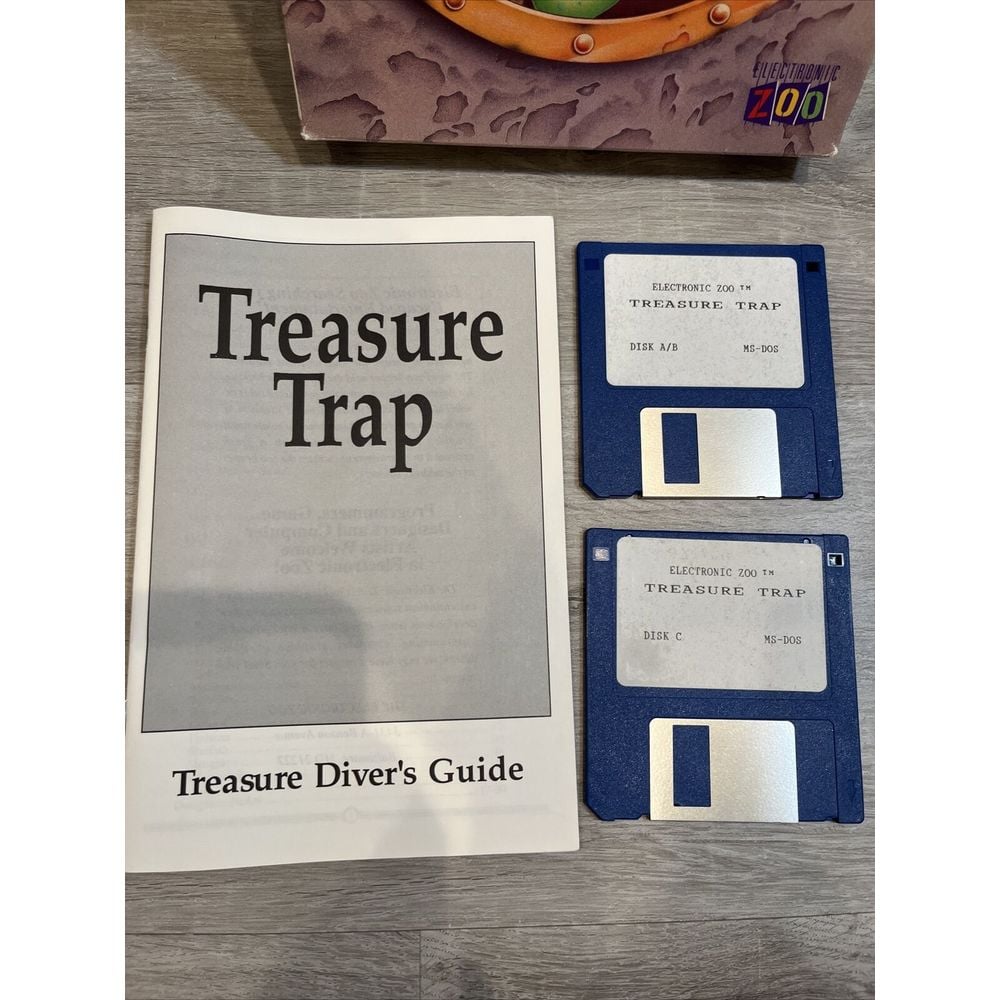 ELECTRONIC
ZOO
Treasure
Trap
Treasure Diver's Guide
ELECTRONIC ZOO TM
TREASURE TRAP
DISK A/B MS-DOS
ELECTRONIC ZOO TM
TREASURE TRAP
DISK C MS-DOS